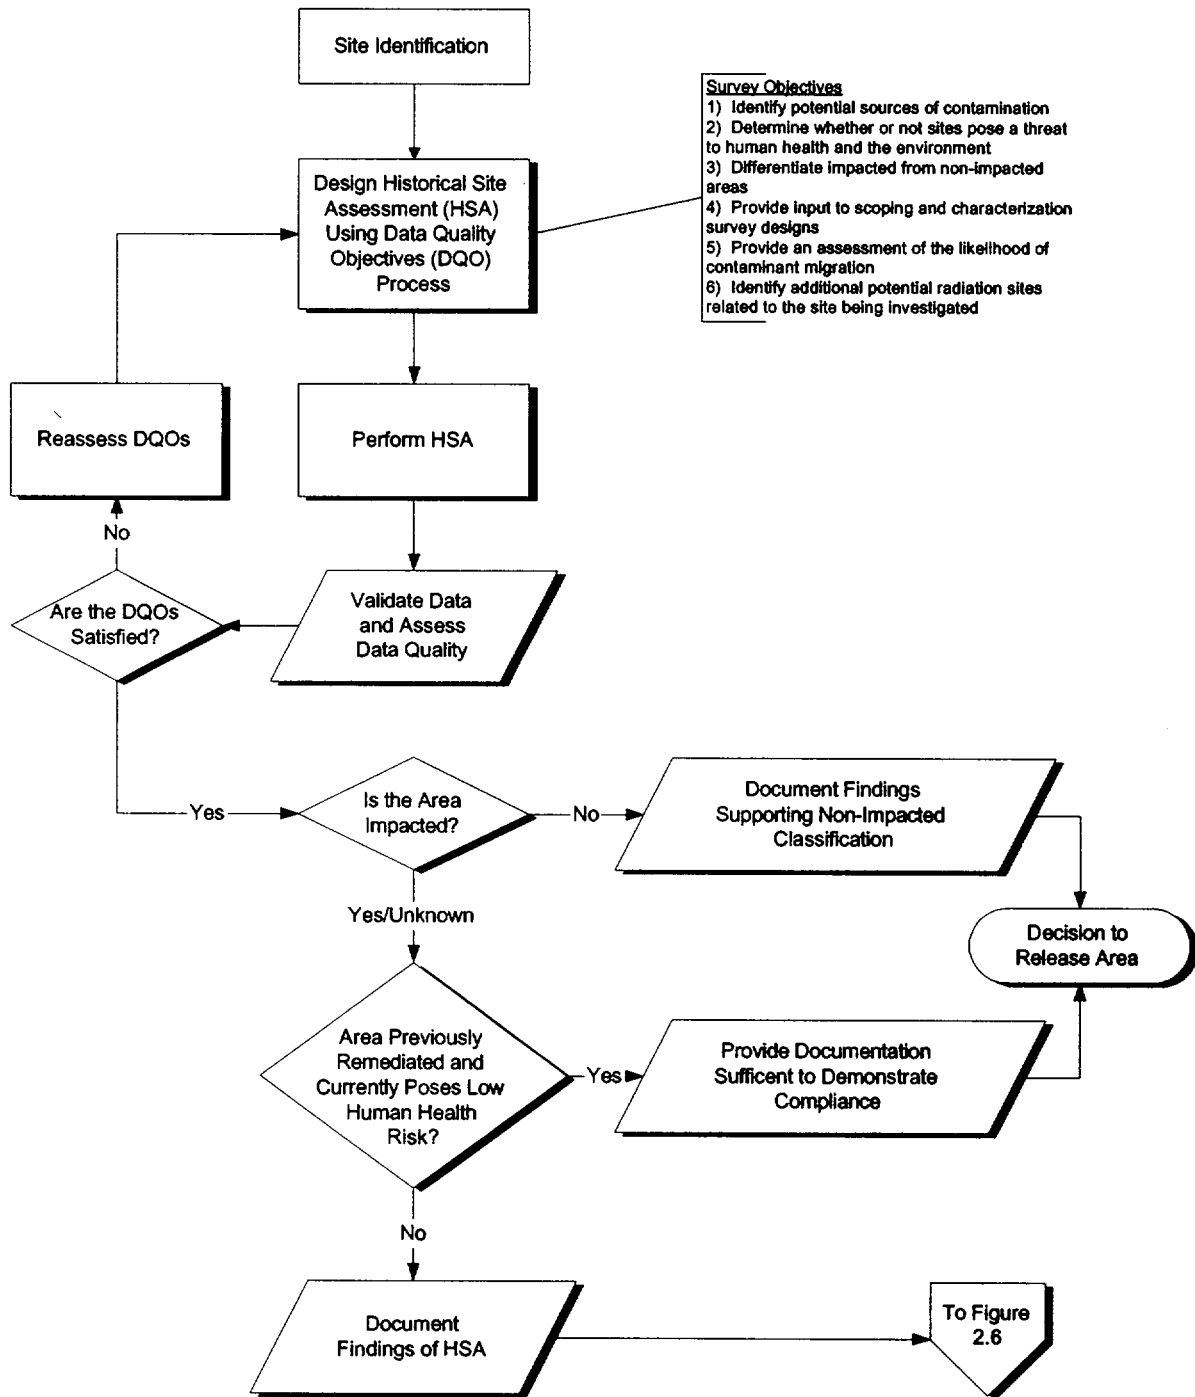 Site Identification
Survey Objectives
1) Identify potential sources of contamination
2) Determine whether or not sites pose a threat
to human health and the environment
3) Differentiate impacted from non-impacted
areas
4) Provide input to scoping and characterization
survey designs
5) Provide an assessment of the likelihood of
contaminant migration
6) Identify additional potential radiation sites
related to the site being investigated
Design Historical Site
Assessment (HSA)
Using Data Quality
Objectives (DQO)
Process
Reassess DQOs
Perform HSA
No
Are the DQOs
Satisfied?
Validate Data
and Assess
Data Quality
Yes
Is the Area
Impacted?
No
Document Findings
Supporting Non-Impacted
Classification
Yes/Unknown
Decision to
Release Area
Area Previously
Remediated and
Currently Poses Low
Human Health
Risk?
Yes
Provide Documentation
Sufficent to Demonstrate
Compliance
No
Document
Findings of HSA
To Figure
2.6